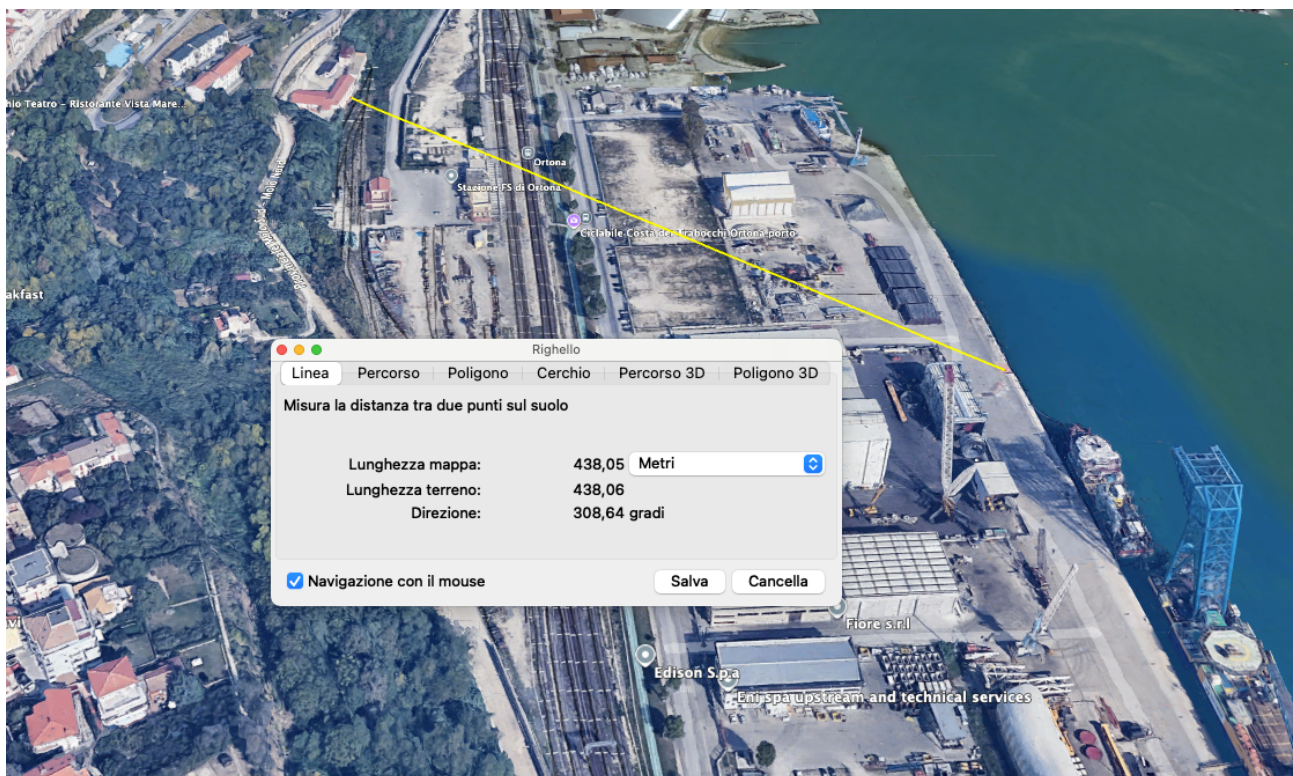 hio Teatro - Ristorante Vista Mare...
Ortona
Stazione FS di Ortona
Ciclabile Costa dei Trabocchi Ortona porto
akfast
Righello
Linea Percorso Poligono Cerchio Percorso 3D Poligono 3D
Misura la distanza tra due punti sul suolo
Lunghezza mappa: 438,05 Metri
Lunghezza terreno: 438,06
Direzione: 308,64 gradi
Navigazione con il mouse Salva Cancella
vi
Fiore s.r.l
Edison S.p.a
Eni spa upstream and technical services